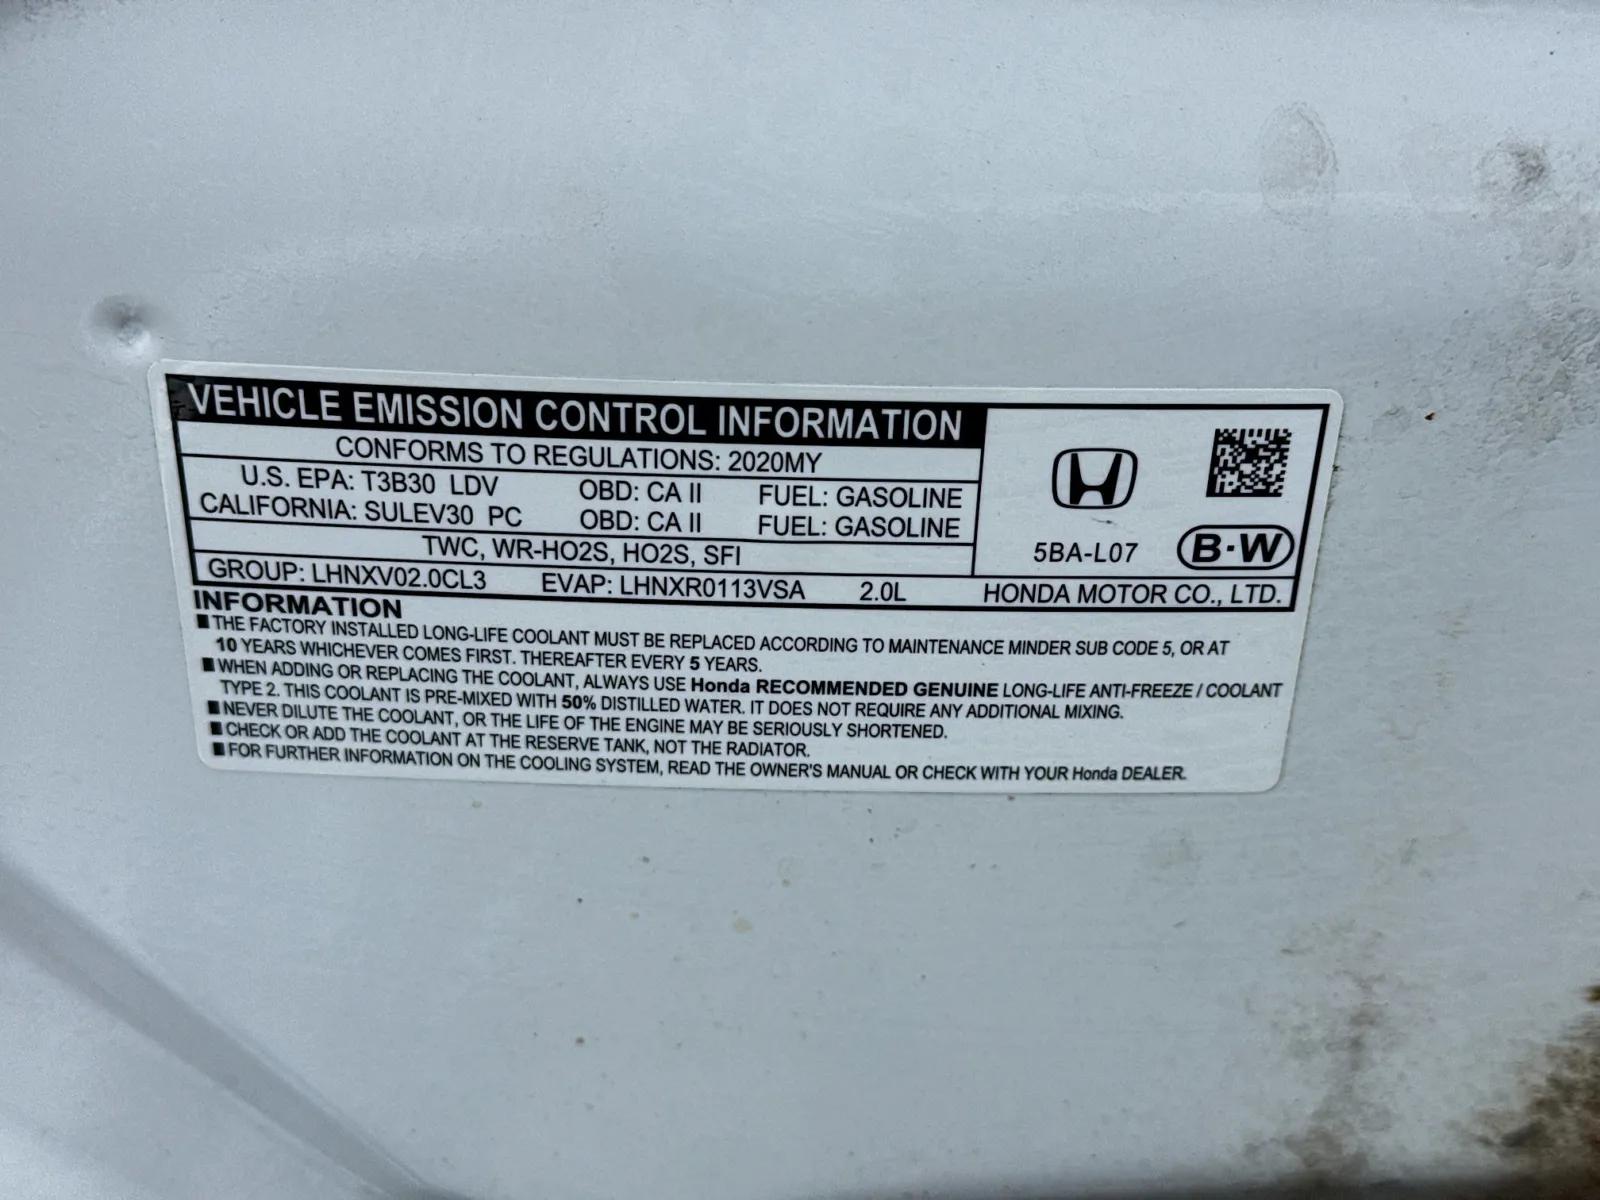 VEHICLE EMISSION CONTROL INFORMATION
CONFORMS TO REGULATIONS: 2020MY
U.S. EPA: T3B30 LDV OBD: CA II FUEL: GASOLINE
CALIFORNIA: SULEV30 PC OBD: CA II FUEL: GASOLINE
TWC, WR-HO2S, HO2S, SFI
5BA-L07 B·W
GROUP: LHNXV02.0CL3 EVAP: LHNXR0113VSA 2.0L HONDA MOTOR CO., LTD.
INFORMATION
■ THE FACTORY INSTALLED LONG-LIFE COOLANT MUST BE REPLACED ACCORDING TO MAINTENANCE MINDER SUB CODE 5, OR AT
10 YEARS WHICHEVER COMES FIRST. THEREAFTER EVERY 5 YEARS.
■ WHEN ADDING OR REPLACING THE COOLANT, ALWAYS USE Honda RECOMMENDED GENUINE LONG-LIFE ANTI-FREEZE / COOLANT
TYPE 2. THIS COOLANT IS PRE-MIXED WITH 50% DISTILLED WATER. IT DOES NOT REQUIRE ANY ADDITIONAL MIXING.
■ NEVER DILUTE THE COOLANT, OR THE LIFE OF THE ENGINE MAY BE SERIOUSLY SHORTENED.
■ CHECK OR ADD THE COOLANT AT THE RESERVE TANK, NOT THE RADIATOR.
■ FOR FURTHER INFORMATION ON THE COOLING SYSTEM, READ THE OWNER'S MANUAL OR CHECK WITH YOUR Honda DEALER.